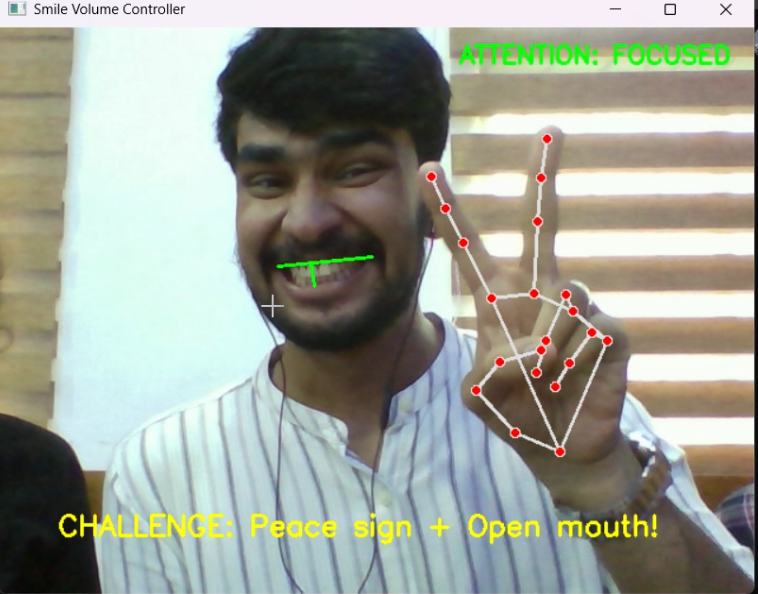 Smile Volume Controller
ATTENTION: FOCUSED
CHALLENGE: Peace sign + Open mouth!